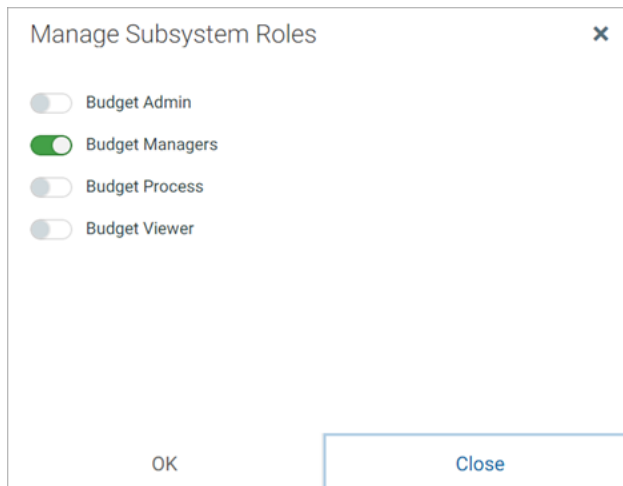 Manage Subsystem Roles
Budget Admin
Budget Managers
Budget Process
Budget Viewer
OK
Close